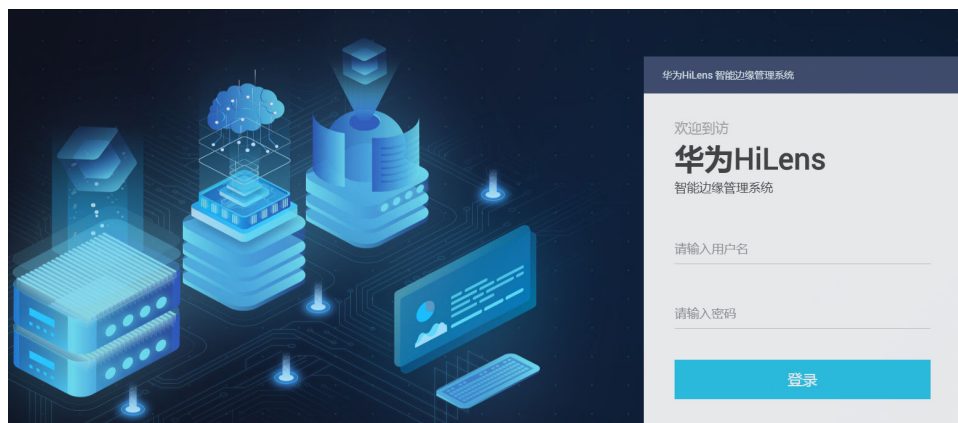 华为HiLens 智能边缘管理系统
欢迎到访
华为HiLens
智能边缘管理系统
请输入用户名
请输入密码
登录